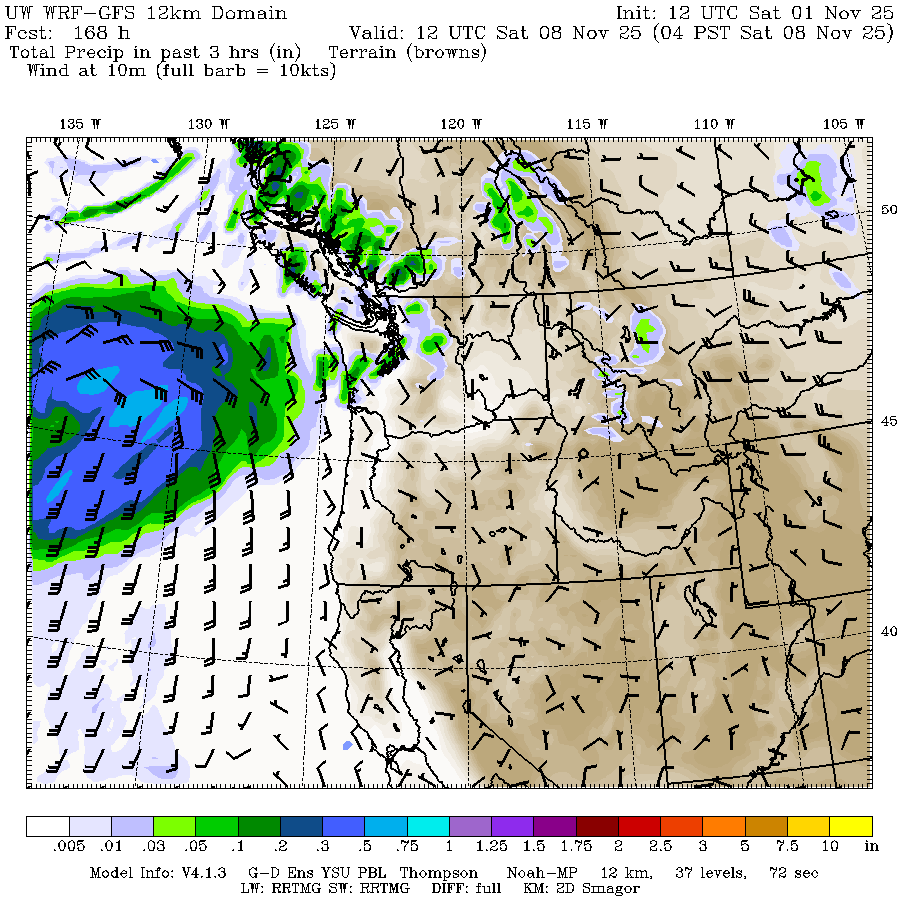 UW WRF-GFS 12km Domain Init: 12 UTC Sat 01 Nov 25
Fcst: 168 h Valid: 12 UTC Sat 08 Nov 25 (04 PST Sat 08 Nov 25)
Total Precip in past 3 hrs (in) Terrain (browns)
Wind at 10m (full barb = 10kts)
135 W 130 W 125 W 120 W 115 W 110 W 105 W
50
45
40
.005 .01 .03 .05 .1 .2 .3 .5 .75 1 1.25 1.5 1.75 2 2.5 3 5 7.5 10 in
Model Info: V4.1.3 G-D Ens YSU PBL Thompson Noah-MP 12 km, 37 levels, 72 sec
LW: RRTMG SW: RRTMG DIFF: full KM: 2D Smagor